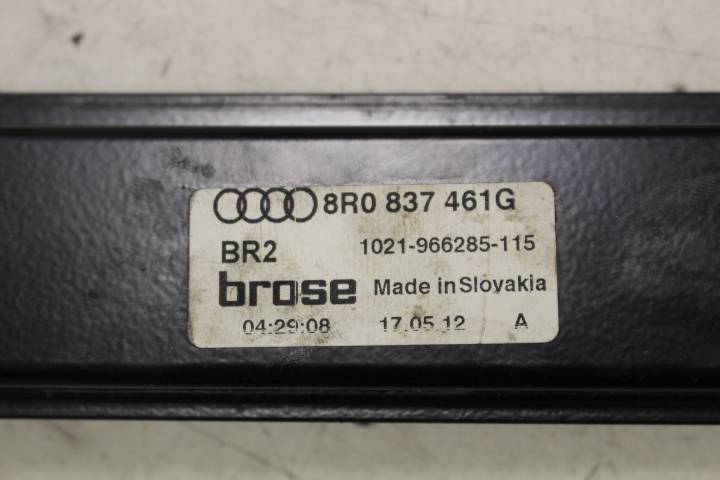 8R0 837 461G
BR2 1021-966285-115
brose Made in Slovakia
04:29:08 17.05.12 A